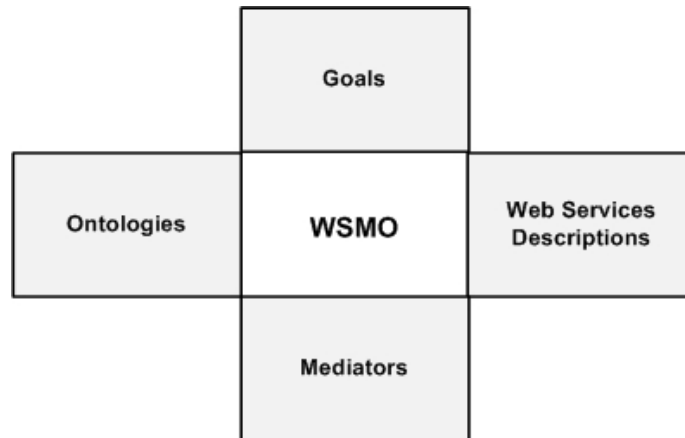 Goals
Ontologies
WSMO
Web Services
Descriptions
Mediators